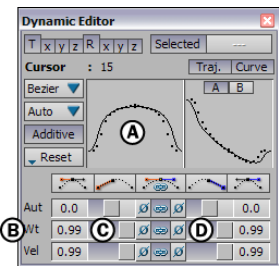 Dynamic Editor
T x y z R x y z Selected ---
Cursor : 15 Traj. Curve
Bezier A B
Auto
Additive A
Reset
Aut 0.0 Ø Ø 0.0
B Wt 0.99 C Ø Ø D 0.99
Vel 0.99 Ø Ø 0.99